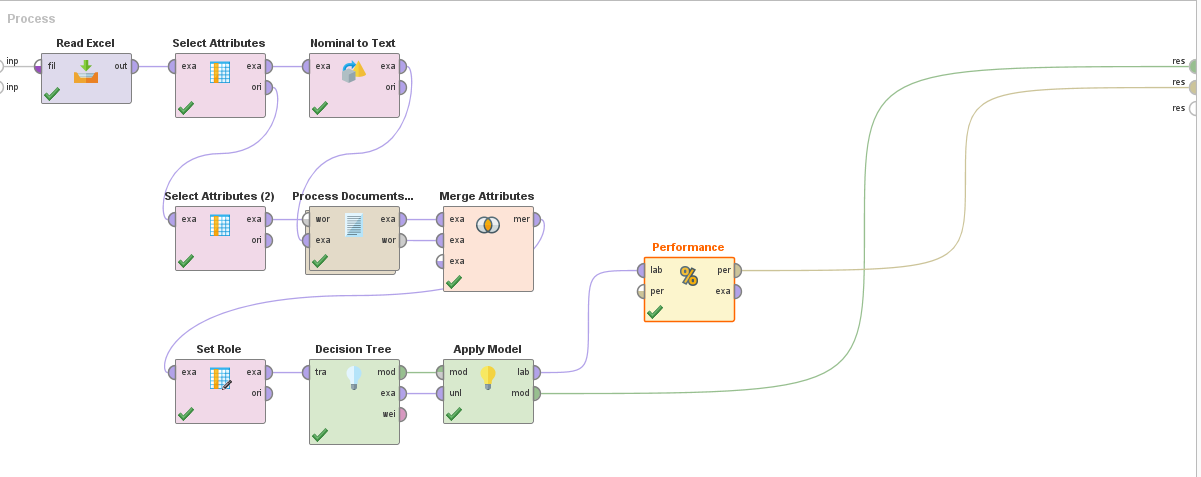 Process
Read Excel
Select Attributes
Nominal to Text
inp
fil
out
exa
exa
exa
exa
res
inp
ori
ori
res
res
Select Attributes (2)
Process Documents...
Merge Attributes
exa
exa
wor
exa
exa
mer
ori
exa
wor
exa
exa
Performance
lab
per
per
exa
Set Role
Decision Tree
Apply Model
exa
exa
tra
mod
mod
lab
ori
exa
unl
mod
wei